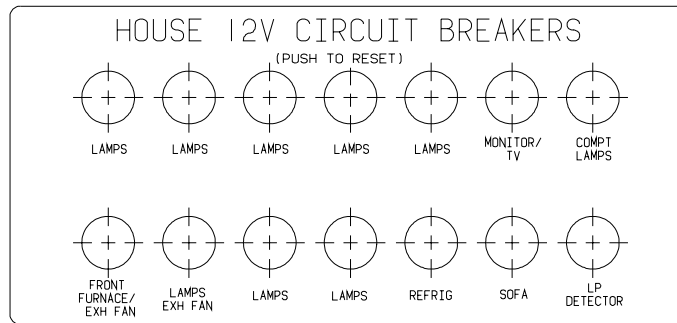 HOUSE 12V CIRCUIT BREAKERS
(PUSH TO RESET)
LAMPS LAMPS LAMPS LAMPS LAMPS MONITOR/ TV COMPT LAMPS
FRONT FURNACE/ EXH FAN LAMPS EXH FAN LAMPS LAMPS REFRIG SOFA LP DETECTOR